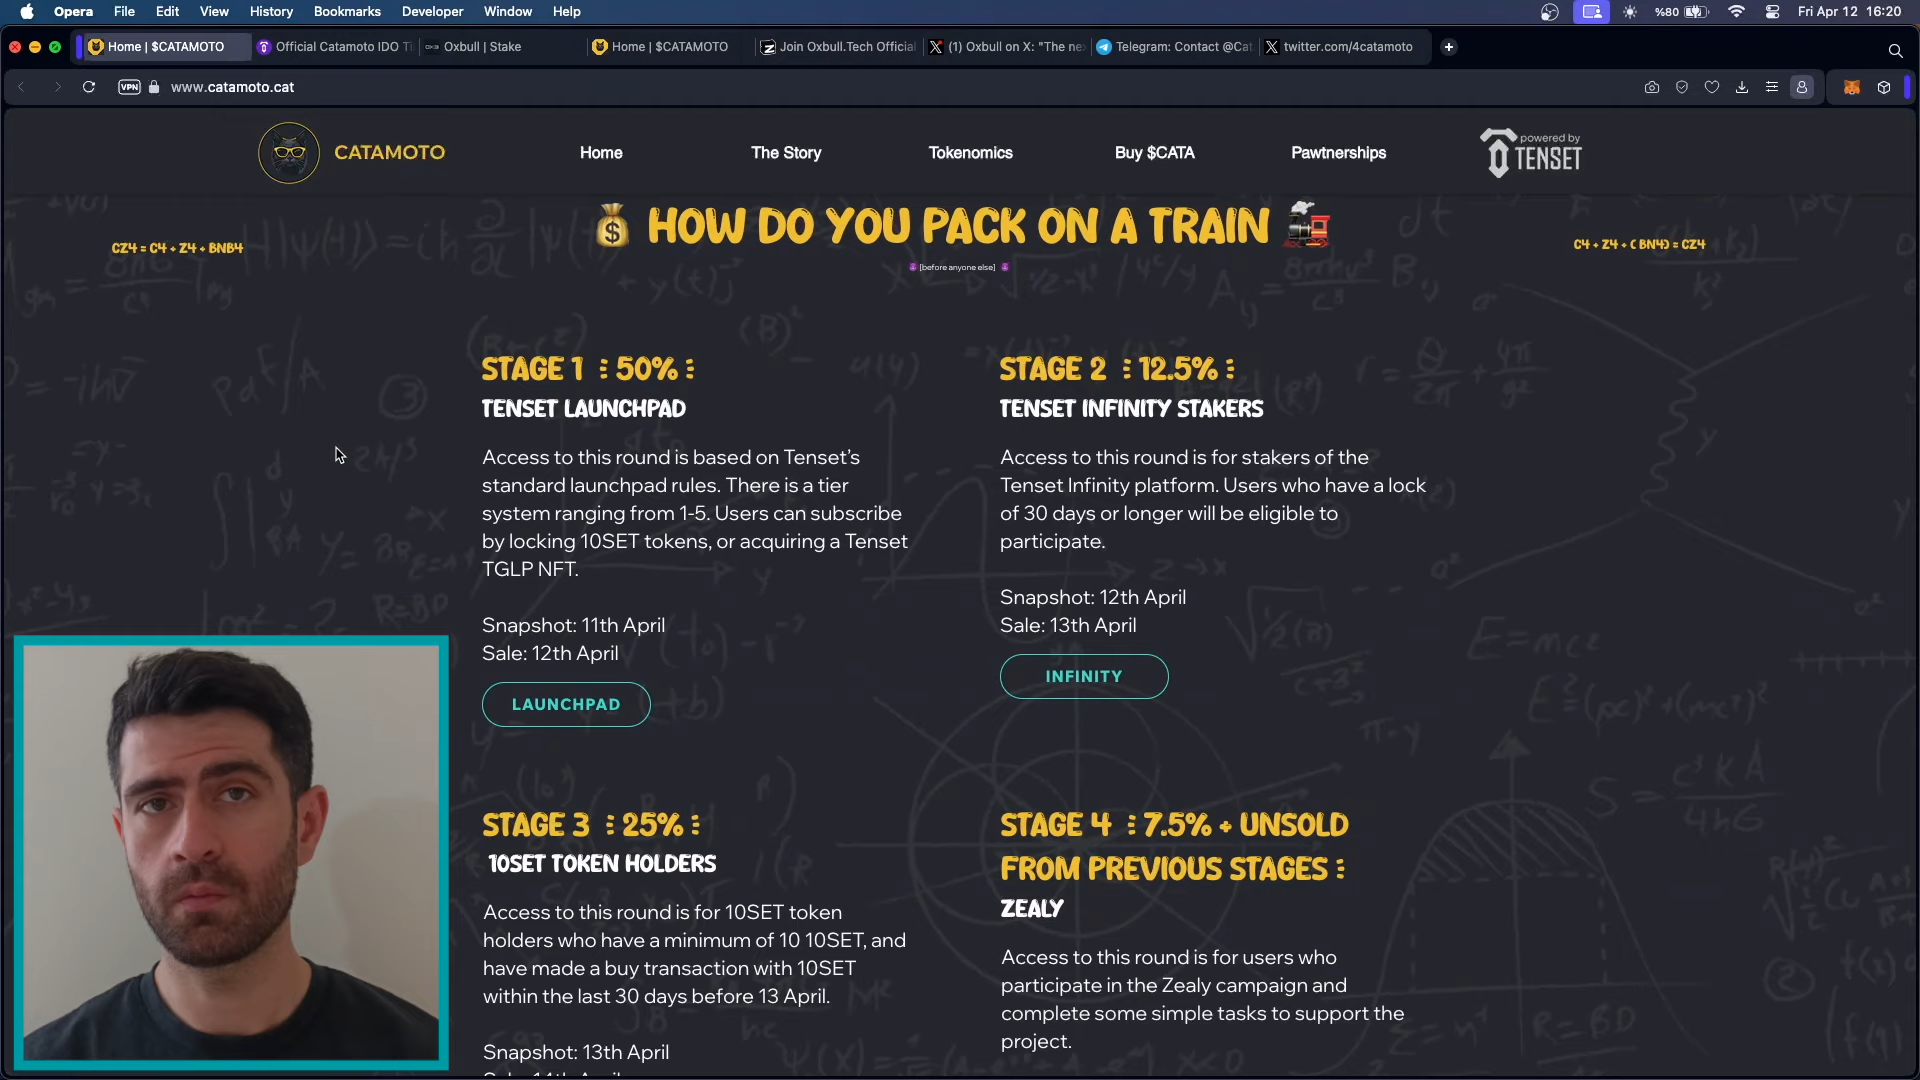 Opera File Edit View History Bookmarks Developer Window Help %80 Fri Apr 12 16:20
Home | $CATAMOTO Official Catamoto IDO Ti Oxbull | Stake Home | $CATAMOTO Join Oxbull.Tech Official (1) Oxbull on X: "The ne Telegram: Contact @Cat twitter.com/4catamoto
VPN www.catamoto.cat
CATAMOTO Home The Story Tokenomics Buy $CATA Pawtnerships powered by TENSET
HOW DO YOU PACK ON A TRAIN
[before anyone else]
CZ4 = C4 + Z4 + BNB4
C4 + Z4 + ( BN4) = CZ4
STAGE 1 : 50% :
TENSET LAUNCHPAD
Access to this round is based on Tenset's
standard launchpad rules. There is a tier
system ranging from 1-5. Users can subscribe
by locking 10SET tokens, or acquiring a Tenset
TGLP NFT.
Snapshot: 11th April
Sale: 12th April
LAUNCHPAD
STAGE 2 : 12.5% :
TENSET INFINITY STAKERS
Access to this round is for stakers of the
Tenset Infinity platform. Users who have a lock
of 30 days or longer will be eligible to
participate.
Snapshot: 12th April
Sale: 13th April
INFINITY
STAGE 3 : 25% :
10SET TOKEN HOLDERS
Access to this round is for 10SET token
holders who have a minimum of 10 10SET, and
have made a buy transaction with 10SET
within the last 30 days before 13 April.
Snapshot: 13th April
STAGE 4 : 7.5% + UNSOLD
FROM PREVIOUS STAGES :
ZEALY
Access to this round is for users who
participate in the Zealy campaign and
complete some simple tasks to support the
project.